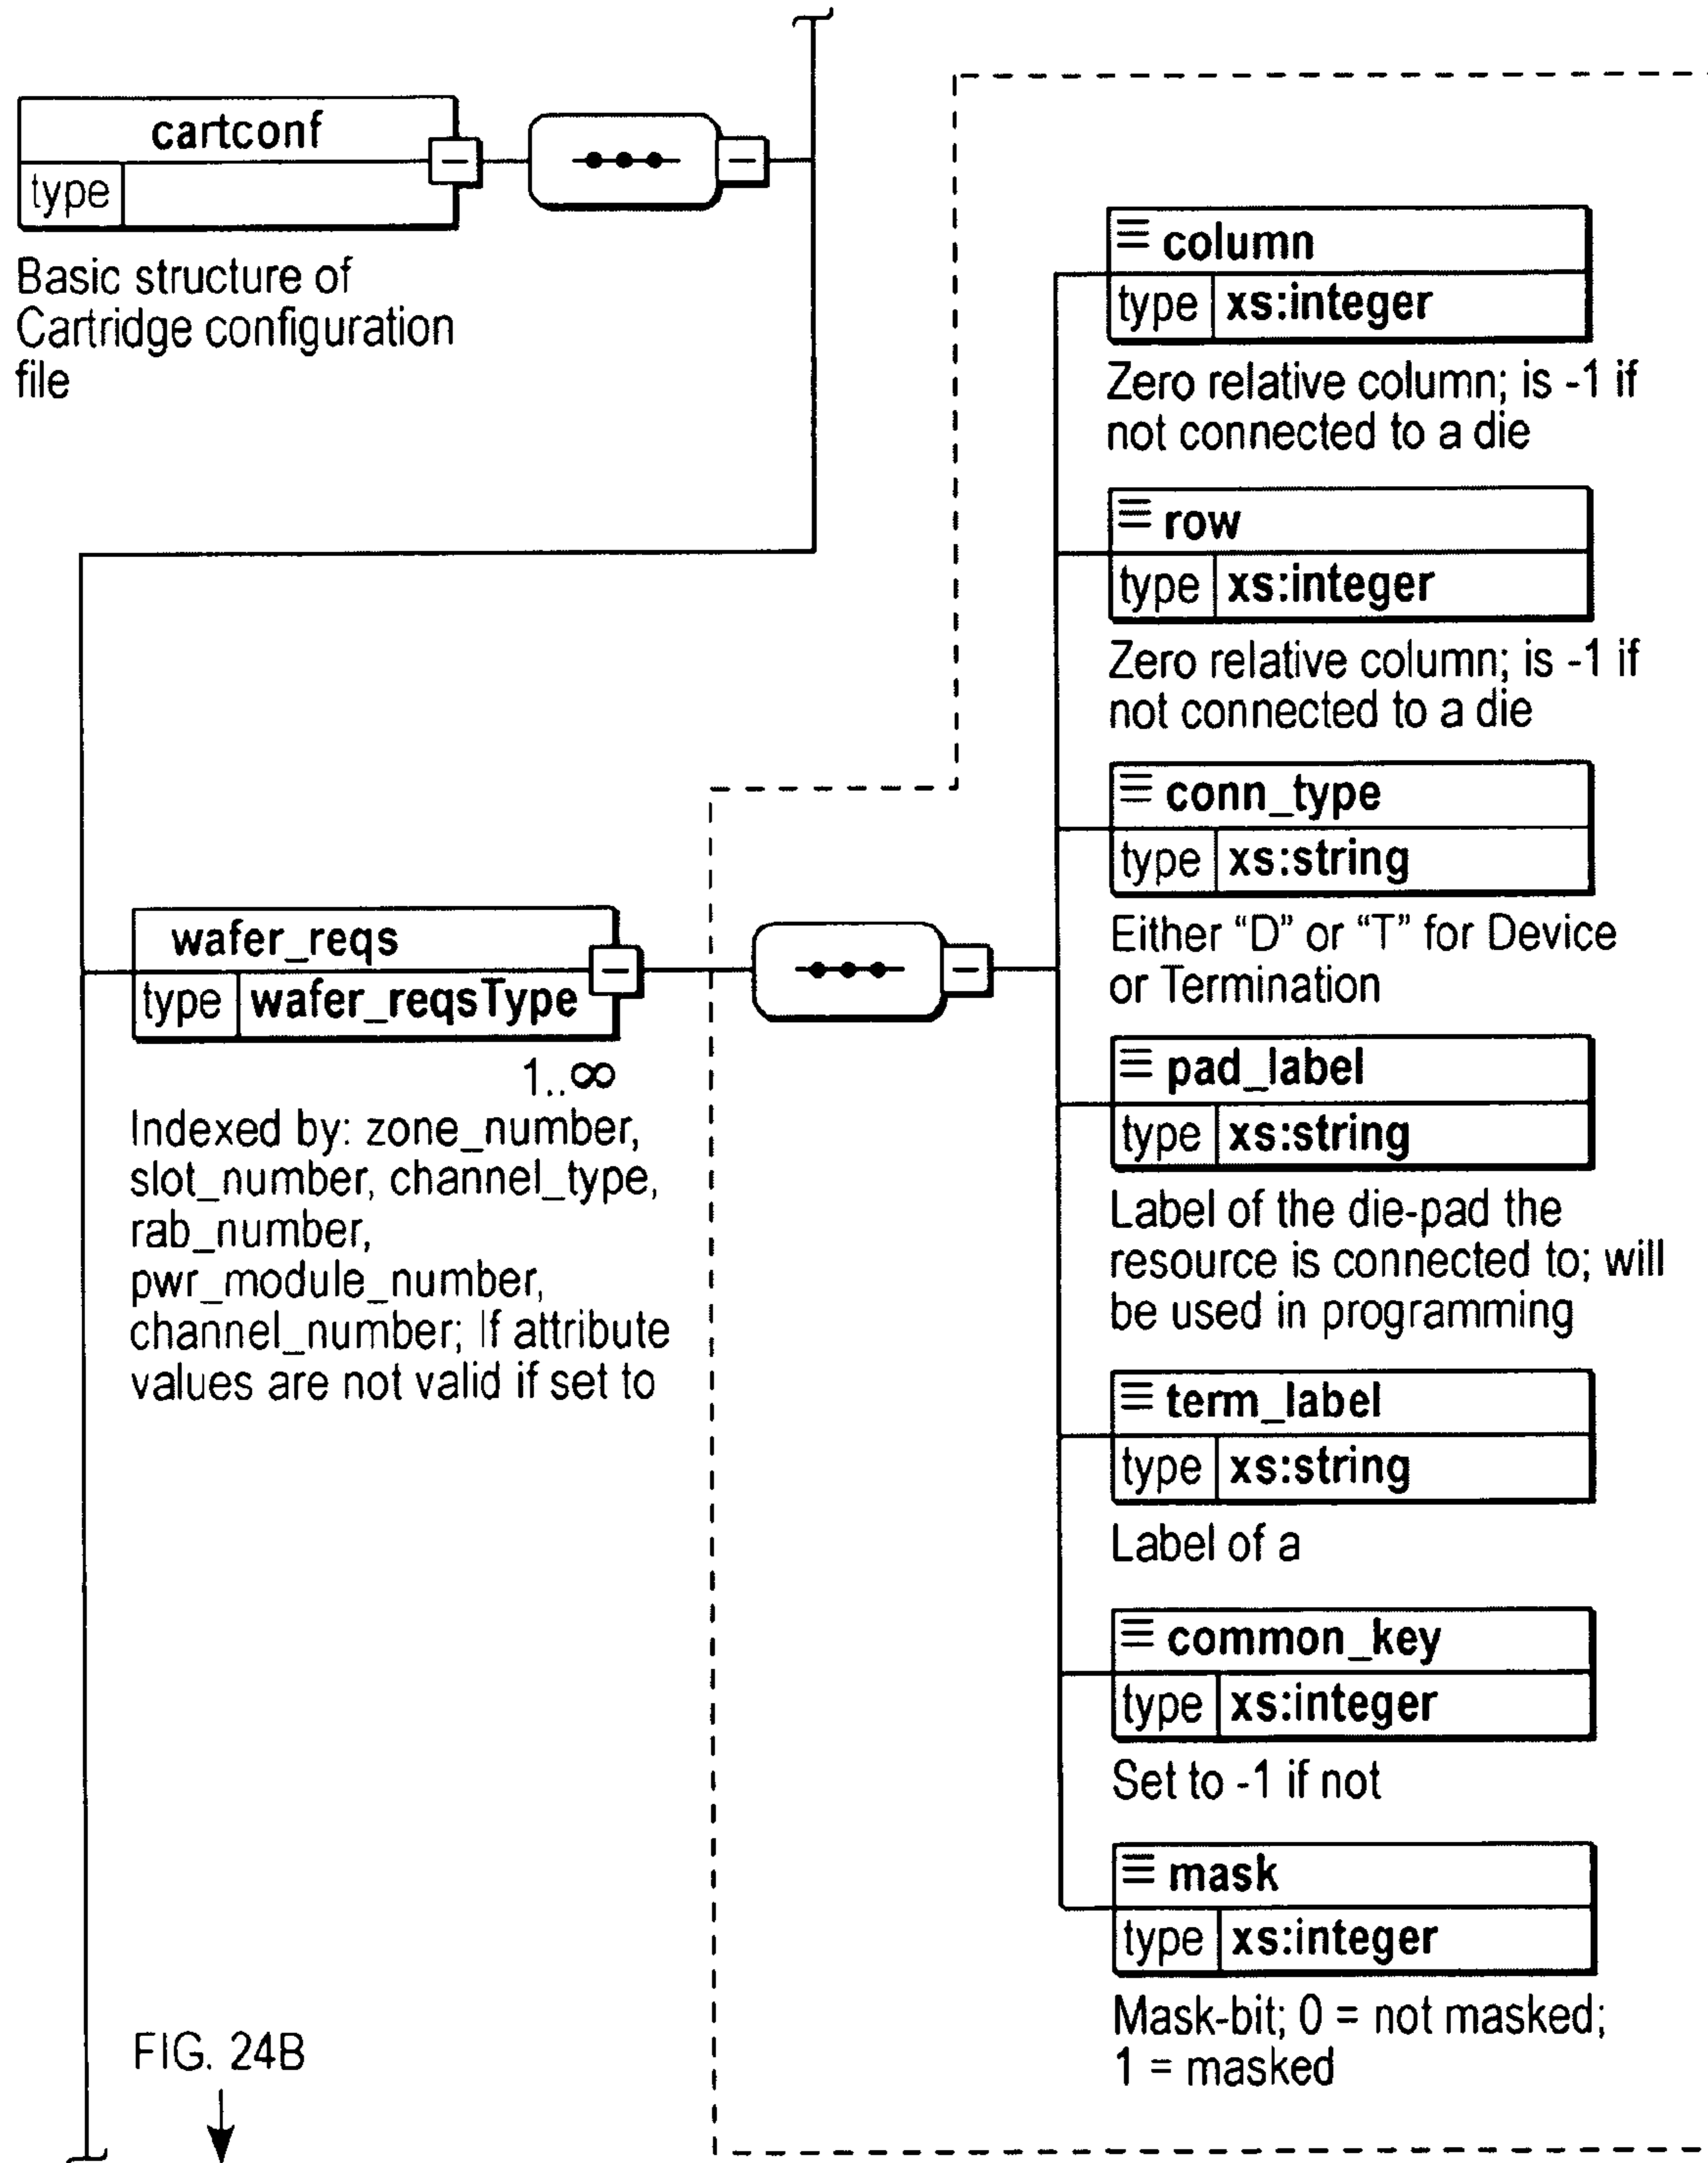 cartconf
type
Basic structure of
Cartridge configuration
file
wafer_reqs
type wafer_reqsType
1..∞
Indexed by: zone_number,
slot_number, channel_type,
rab_number,
pwr_module_number,
channel_number; If attribute
values are not valid if set to
column
type xs:integer
Zero relative column; is -1 if
not connected to a die
row
type xs:integer
Zero relative column; is -1 if
not connected to a die
conn_type
type xs:string
Either “D” or “T” for Device
or Termination
pad_label
type xs:string
Label of the die-pad the
resource is connected to; will
be used in programming
term_label
type xs:string
Label of a
common_key
type xs:integer
Set to -1 if not
mask
type xs:integer
Mask-bit; 0 = not masked;
1 = masked
FIG. 24B